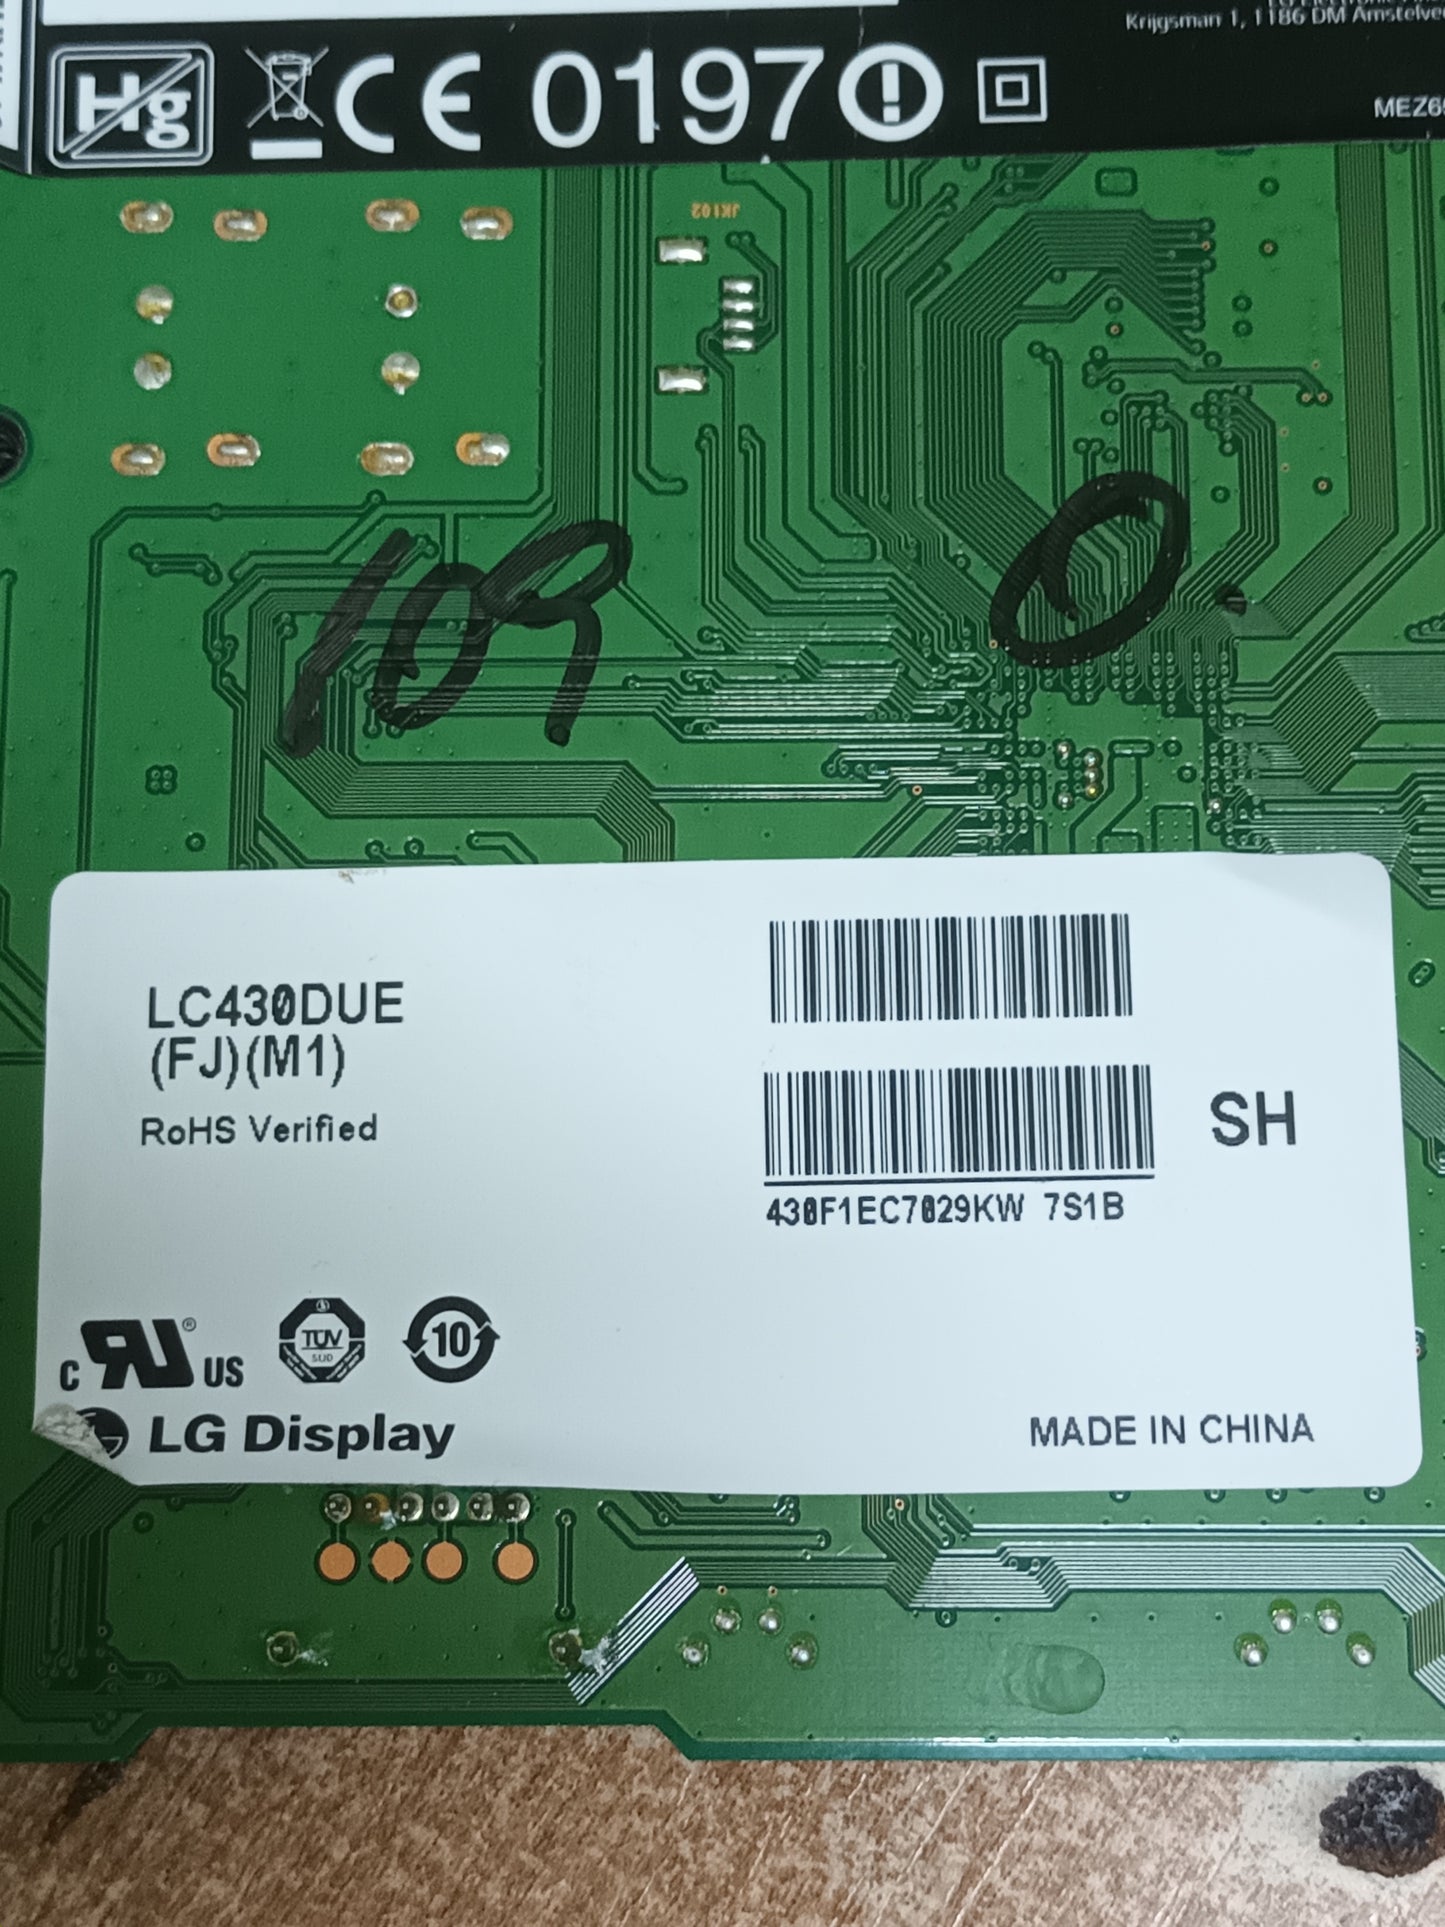 Krijgsman 1, 1186 DM Amstelve
Hg CE 0197
MEZ6
JK102
109 0
LC430DUE
(FJ)(M1)
RoHS Verified
SH
430F1EC7029KW 7S1B
c RU ® US TÜV SÜD 10
LG Display
MADE IN CHINA